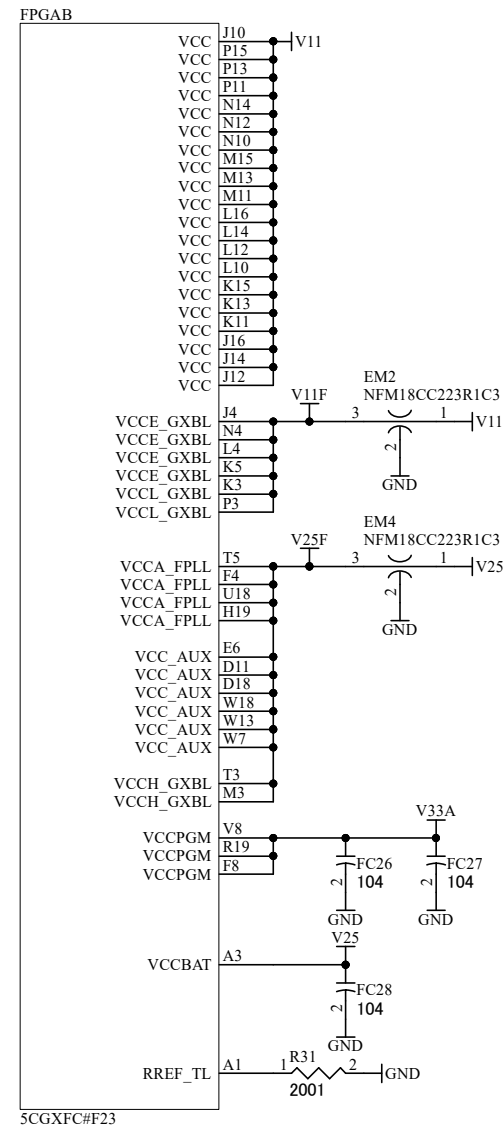 FPGAB
VCC J10 V11
VCC P15
VCC P13
VCC P11
VCC N14
VCC N12
VCC N10
VCC M15
VCC M13
VCC M11
VCC L16
VCC L14
VCC L12
VCC L10
VCC K15
VCC K13
VCC K11
VCC J16
VCC J14
VCC J12
EM2
V11F NFM18CC223R1C3
VCCE_GXBL J4 3 1 V11
VCCE_GXBL N4
VCCE_GXBL L4 2
VCCE_GXBL K5
VCCL_GXBL K3 GND
VCCL_GXBL P3
EM4
V25F NFM18CC223R1C3
VCCA_FPLL T5 3 1 V25
VCCA_FPLL F4
VCCA_FPLL U18 2
VCCA_FPLL H19
GND
VCC_AUX E6
VCC_AUX D11
VCC_AUX D18
VCC_AUX W18
VCC_AUX W13
VCC_AUX W7
VCCH_GXBL T3
VCCH_GXBL M3
V33A
VCCPGM V8
VCCPGM R19 FC26 FC27
VCCPGM F8 2 104 2 104
GND GND
V25
VCCBAT A3
FC28
2 104
GND
RREF_TL A1 1 R31 2 GND
2001
5CGXFC#F23